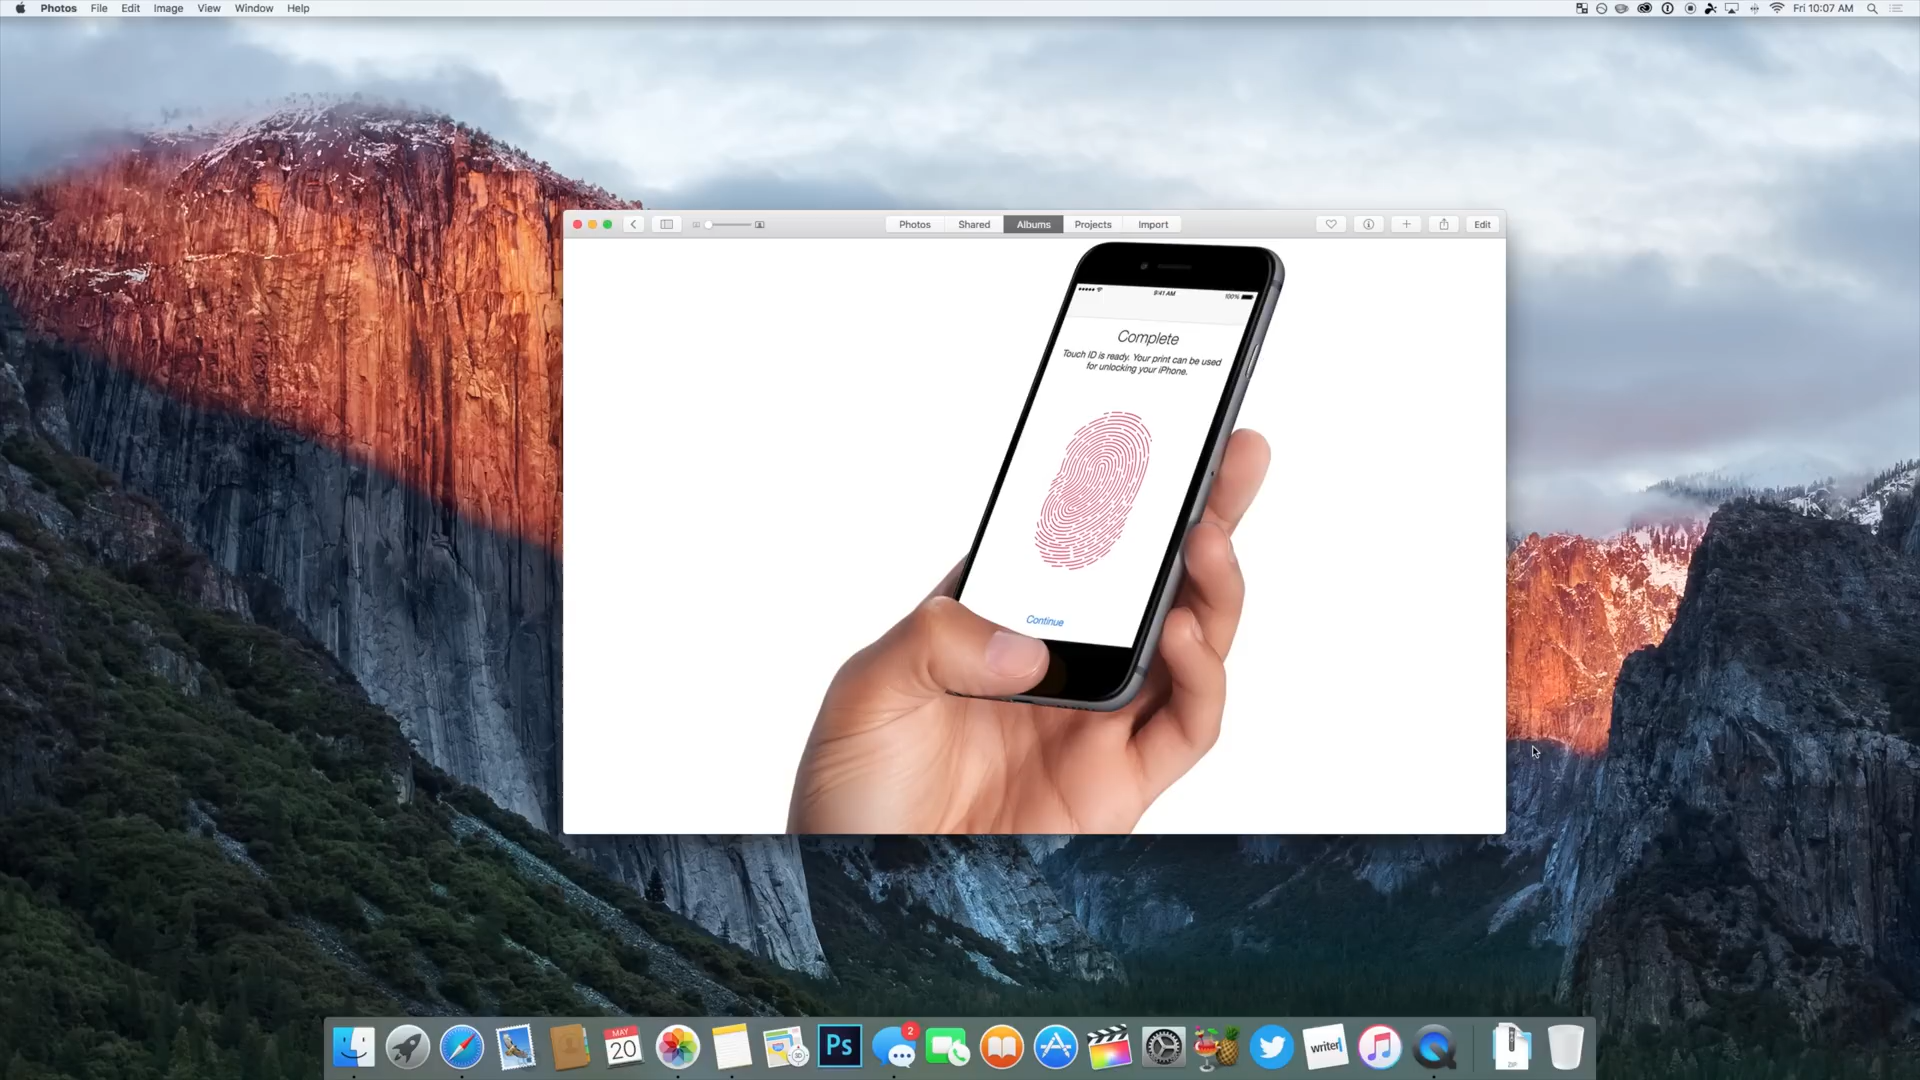 Photos File Edit Image View Window Help
Fri 10:07 AM
Photos Shared Albums Projects Import
Edit
9:41 AM
100%
Complete
Touch ID is ready. Your print can be used
for unlocking your iPhone.
Continue
MAY
20
3D
Ps
2
writer
ZIP